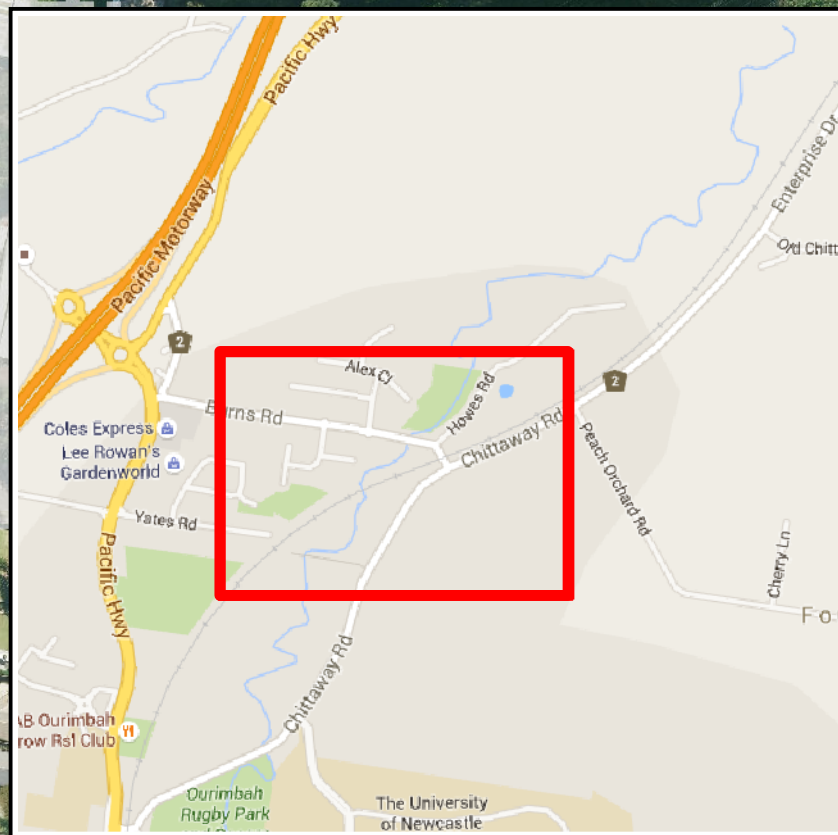 Pacific Hwy
Pacific Motorway
Enterprise Dr
Old Chitt
2
Alex Cl
2
Burns Rd
Howes Rd
Coles Express
Lee Rowan's
Gardenworld
Chittaway Rd
Peach Orchard Rd
Yates Rd
Pacific Hwy
Cherry Ln
Fo
Chittaway Rd
AB Ourimbah
row Rsl Club
Ourimbah
Rugby Park
The University
of Newcastle